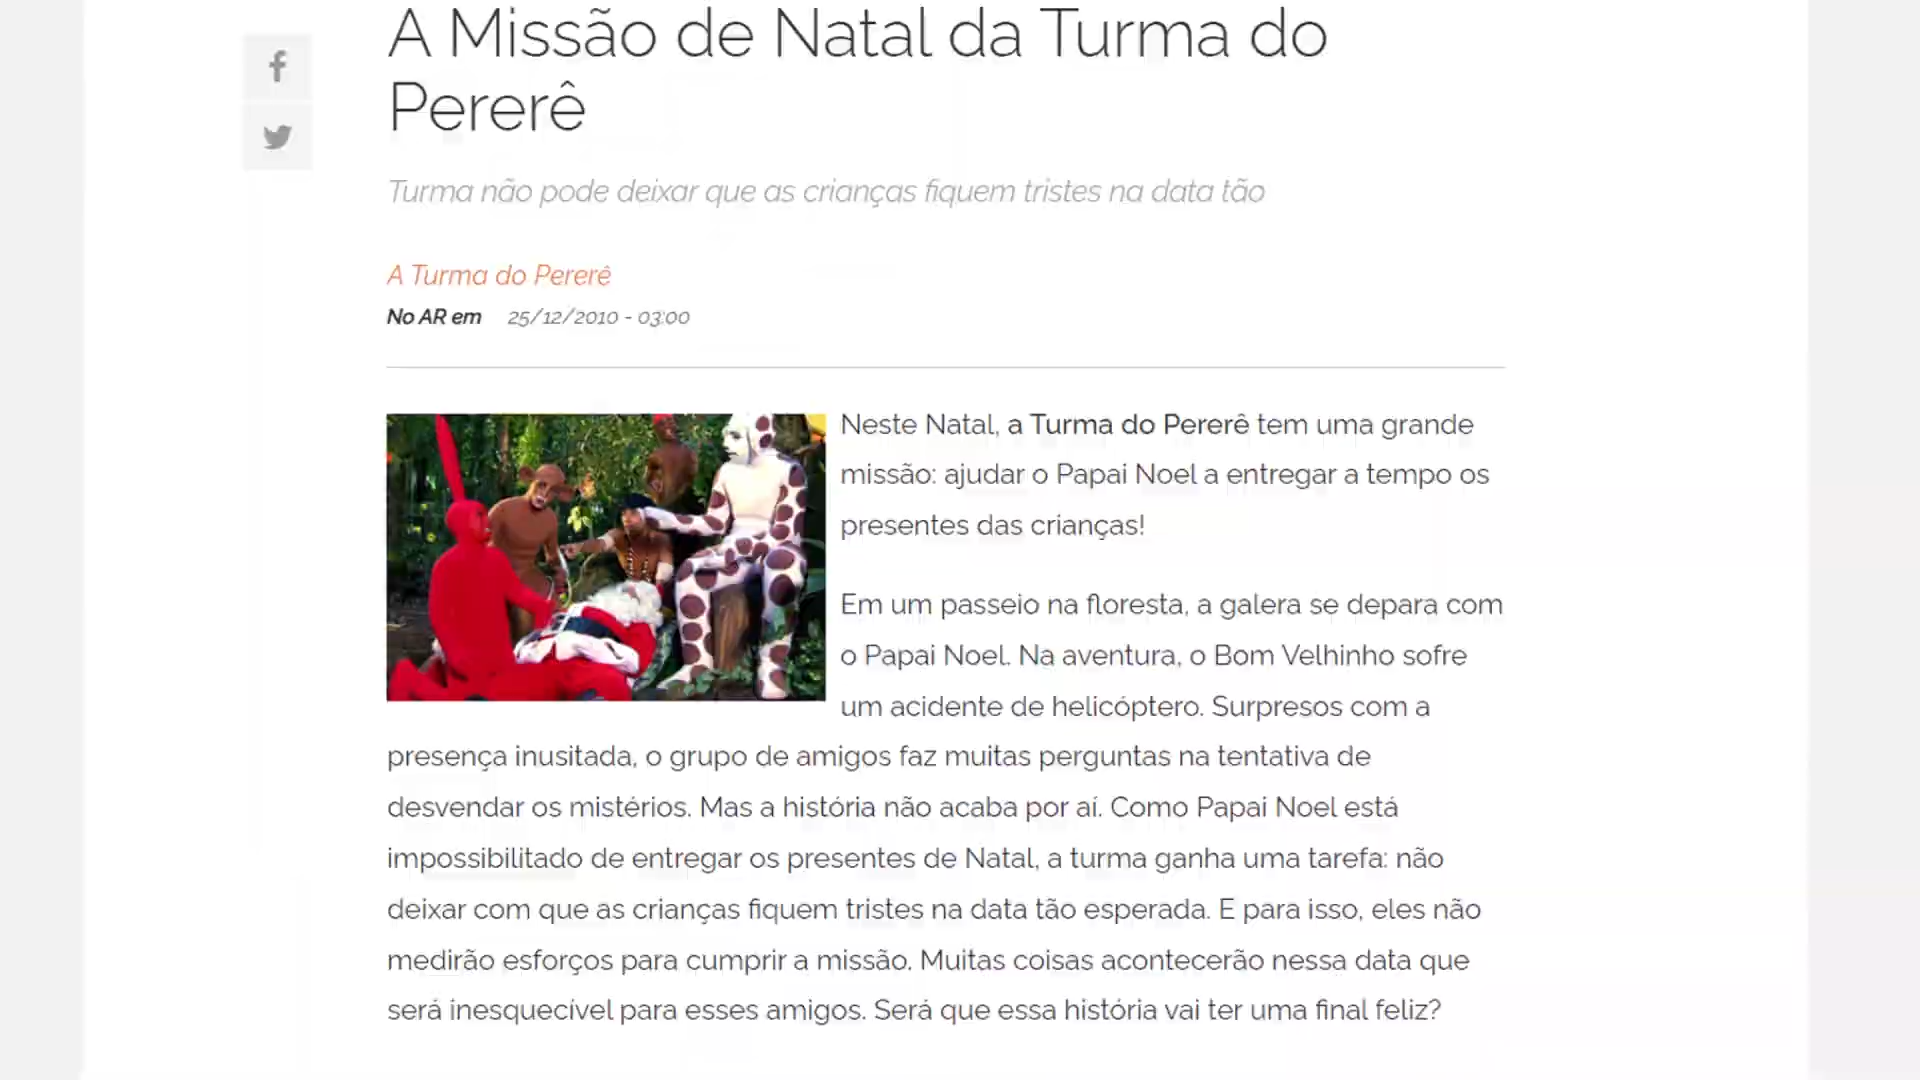 A Missão de Natal da Turma do
Pererê
Turma não pode deixar que as crianças fiquem tristes na data tão
A Turma do Pererê
No AR em 25/12/2010 - 03:00
Neste Natal, a Turma do Pererê tem uma grande
missão: ajudar o Papai Noel a entregar a tempo os
presentes das crianças!
Em um passeio na floresta, a galera se depara com
o Papai Noel. Na aventura, o Bom Velhinho sofre
um acidente de helicóptero. Surpresos com a
presença inusitada, o grupo de amigos faz muitas perguntas na tentativa de
desvendar os mistérios. Mas a história não acaba por aí. Como Papai Noel está
impossibilitado de entregar os presentes de Natal, a turma ganha uma tarefa: não
deixar com que as crianças fiquem tristes na data tão esperada. E para isso, eles não
medirão esforços para cumprir a missão. Muitas coisas acontecerão nessa data que
será inesquecível para esses amigos. Será que essa história vai ter uma final feliz?